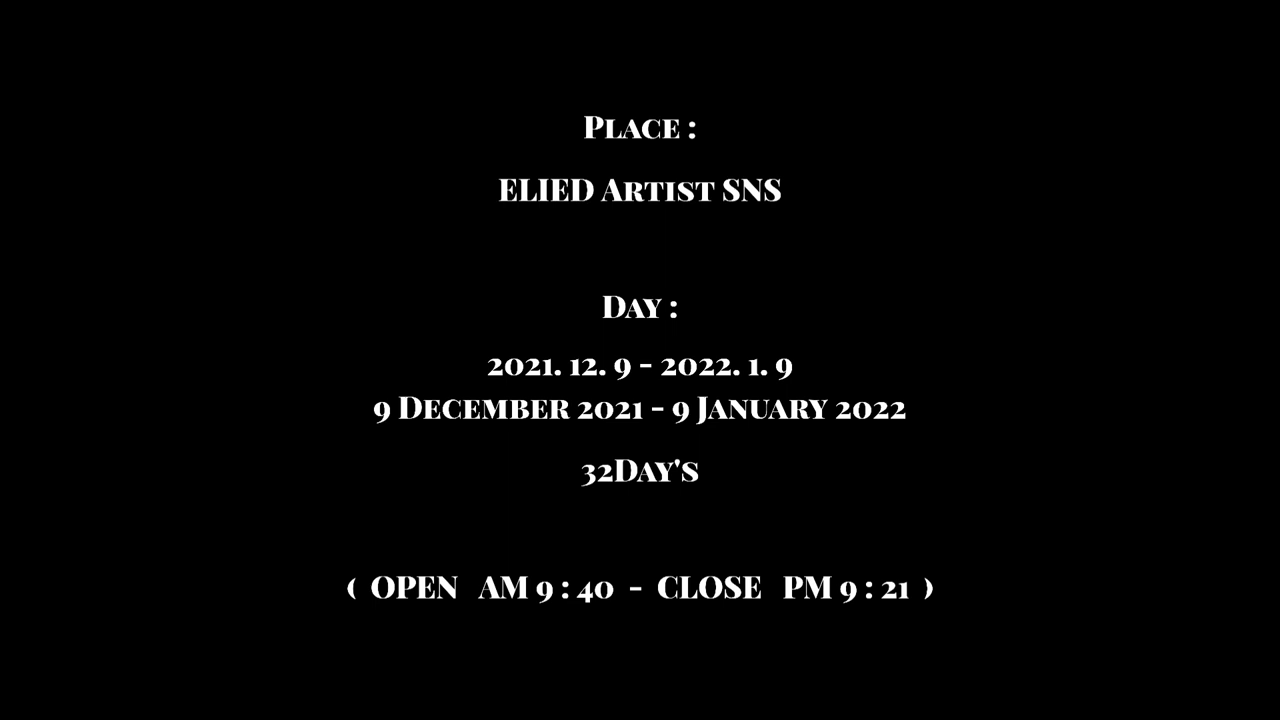 Place :
ELIED Artist SNS
Day :
2021. 12. 9 - 2022. 1. 9
9 December 2021 - 9 January 2022
32Day's
( OPEN AM 9 : 40 - CLOSE PM 9 : 21 )